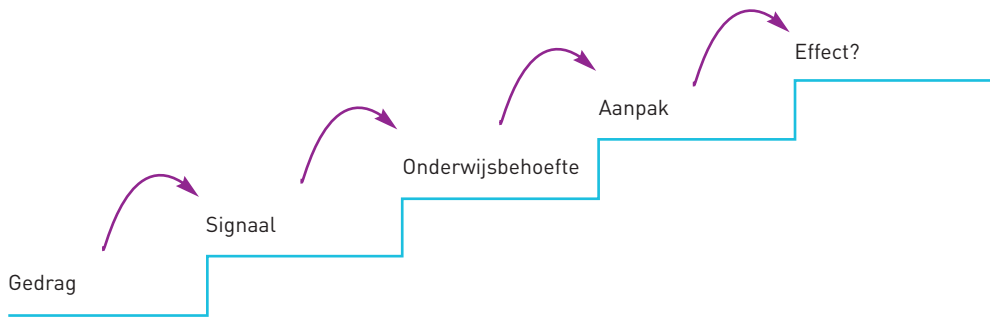 Effect?
Aanpak
Onderwijsbehoefte
Signaal
Gedrag